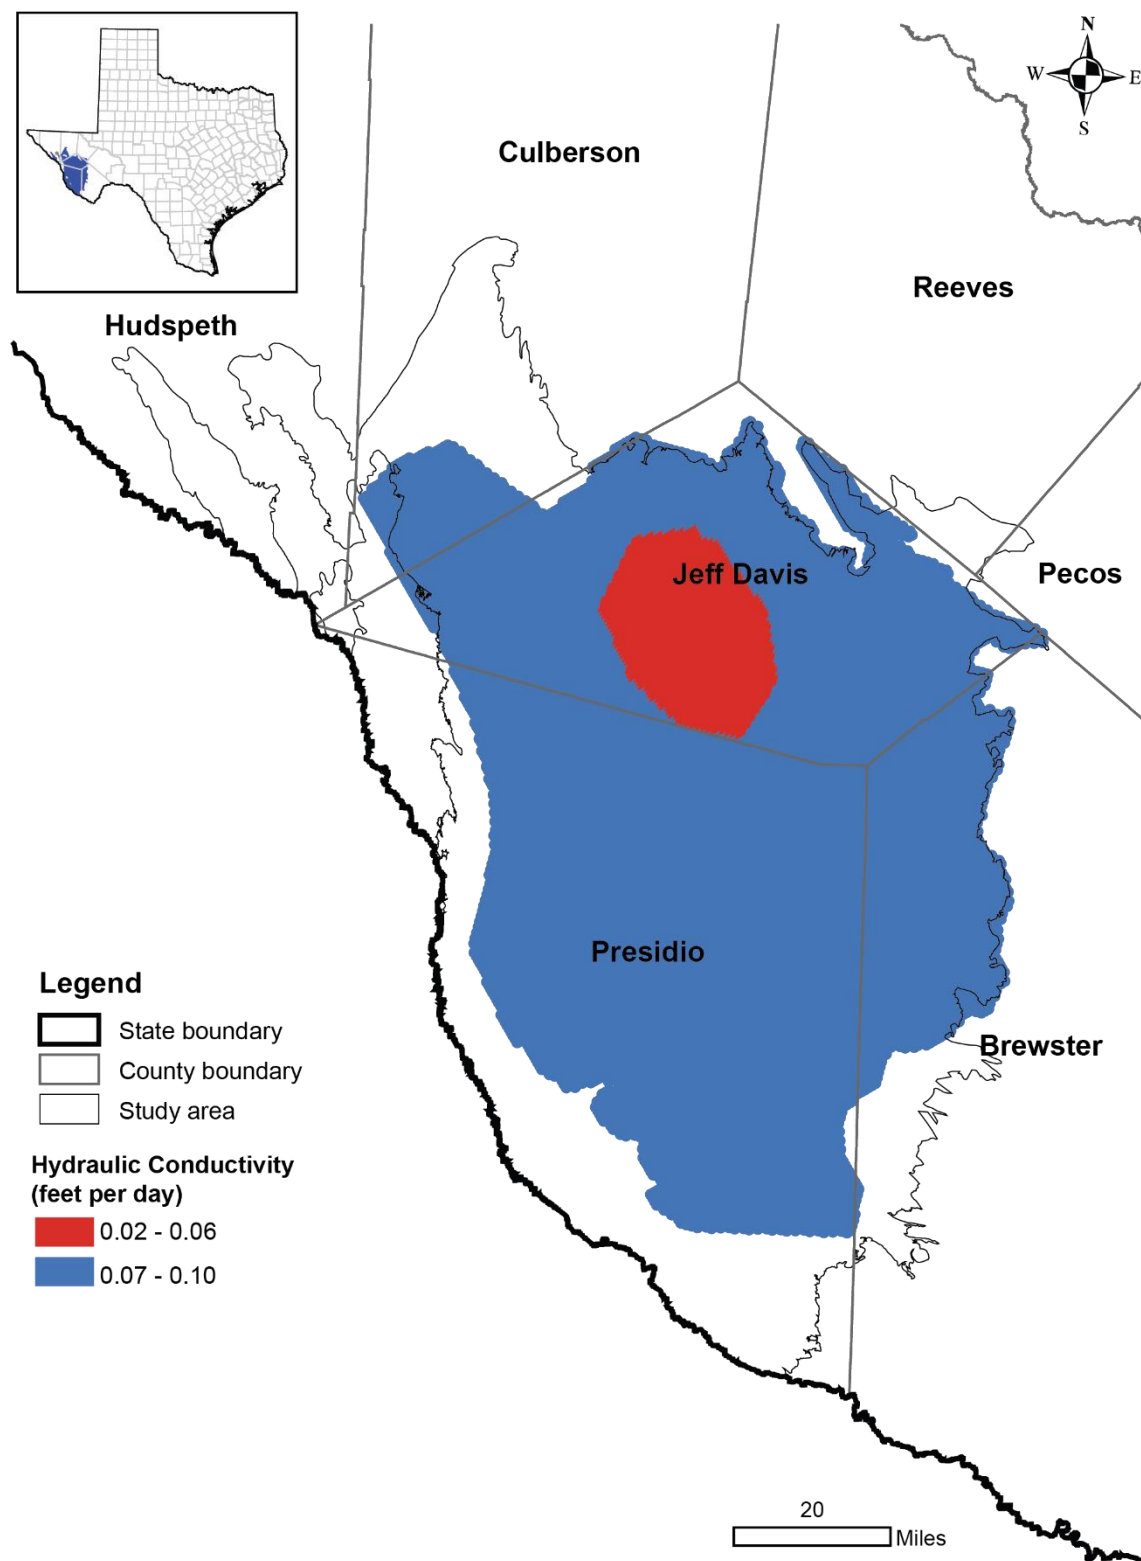 N
W
E
S
Culberson
Reeves
Hudspeth
Jeff Davis
Pecos
Presidio
Brewster
Legend
State boundary
County boundary
Study area
Hydraulic Conductivity
(feet per day)
0.02 - 0.06
0.07 - 0.10
20
Miles